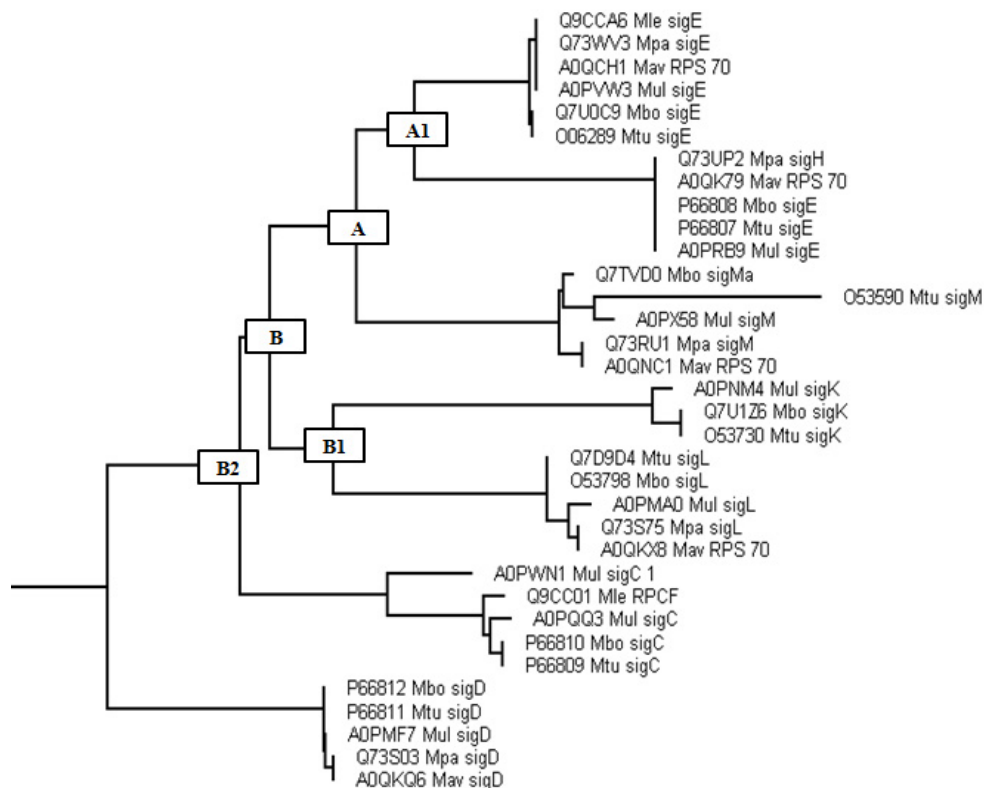 Q9CCA6 Mle sigE
Q73WV3 Mpa sigE
A0QCH1 Mav RPS 70
A0PVW3 Mul sigE
Q7U0C9 Mbo sigE
O06289 Mtu sigE
A1
Q73UP2 Mpa sigH
A0QK79 Mav RPS 70
P66808 Mbo sigE
P66807 Mtu sigE
A0PRB9 Mul sigE
A
Q7TVD0 Mbo sigMa
O53590 Mtu sigM
A0PX58 Mul sigM
Q73RU1 Mpa sigM
A0QNC1 Mav RPS 70
B
A0PNM4 Mul sigK
Q7U1Z6 Mbo sigK
O53730 Mtu sigK
B1
Q7D9D4 Mtu sigL
O53798 Mbo sigL
B2
A0PMA0 Mul sigL
Q73S75 Mpa sigL
A0QKX8 Mav RPS 70
A0PWN1 Mul sigC 1
Q9CC01 Mle RPCF
A0PQQ3 Mul sigC
P66810 Mbo sigC
P66809 Mtu sigC
P66812 Mbo sigD
P66811 Mtu sigD
A0PMF7 Mul sigD
Q73S03 Mpa sigD
A0QKQ6 Mav sigD